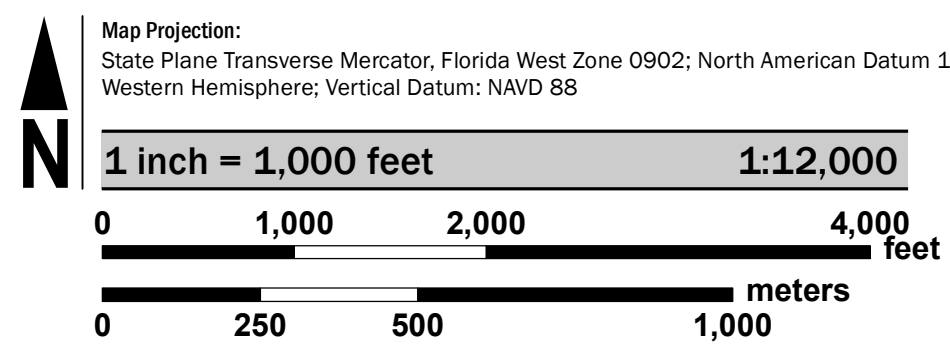 Map Projection:
State Plane Transverse Mercator, Florida West Zone 0902; North American Datum 1
Western Hemisphere; Vertical Datum: NAVD 88
N
1 inch = 1,000 feet 1:12,000
0 1,000 2,000 4,000
feet
meters
0 250 500 1,000